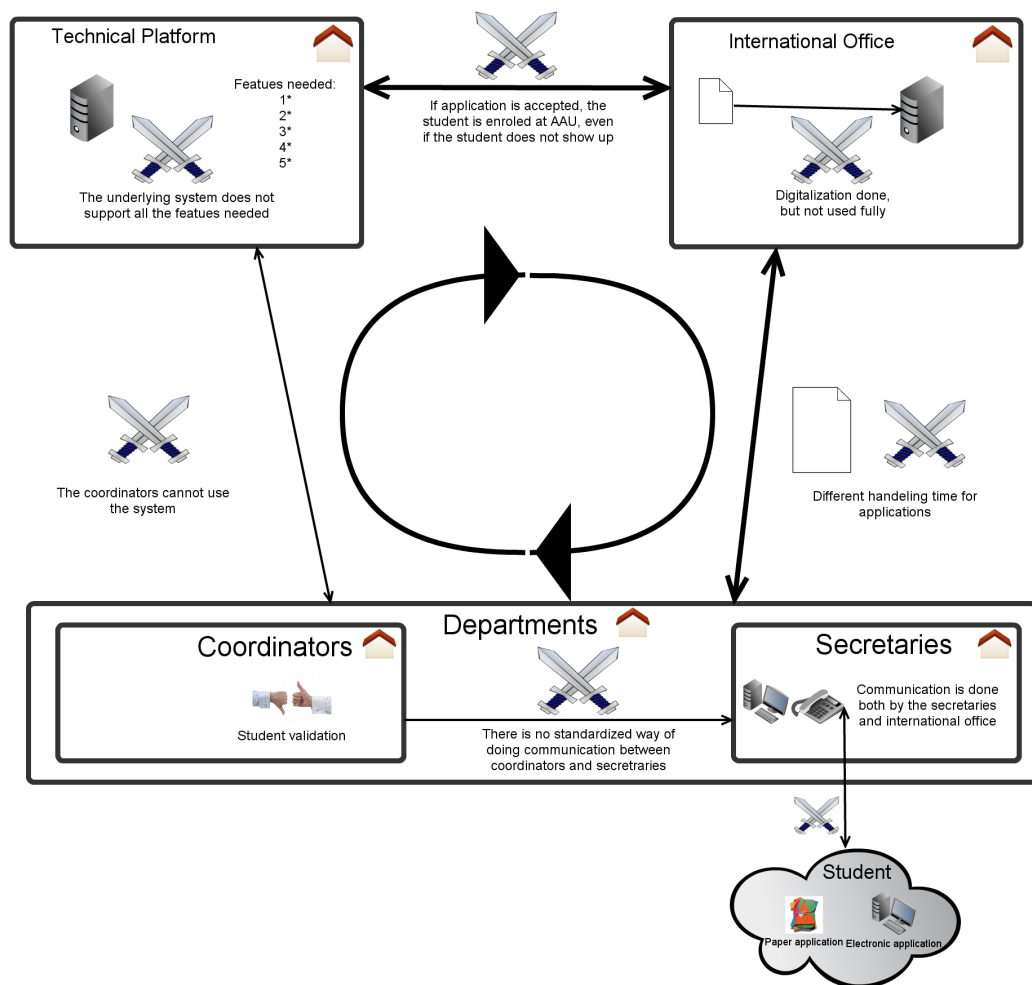 Technical Platform
Featues needed:
1*
2*
3*
4*
5*
The underlying system does not
support all the featues needed
If application is accepted, the
student is enroled at AAU, even
if the student does not show up
International Office
Digitalization done,
but not used fully
The coordinators cannot use
the system
Different handeling time for
applications
Departments
Coordinators
Student validation
There is no standardized way of
doing communication between
coordinators and secretraries
Secretaries
Communication is done
both by the secretaries
and international office
Student
Paper application
Electronic application